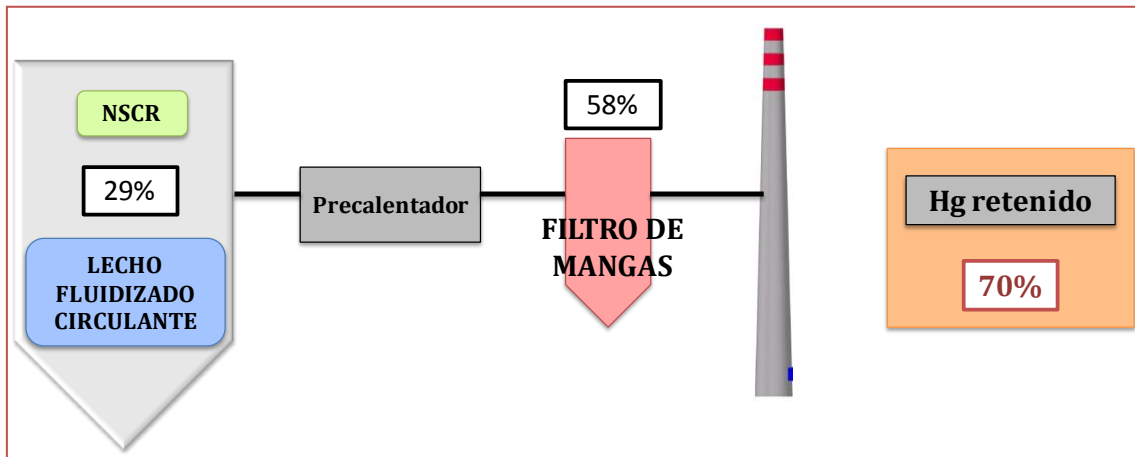 NSCR
29%
LECHO
FLUIDIZADO
CIRCULANTE
Precalentador
58%
FILTRO DE
MANGAS
Hg retenido
70%